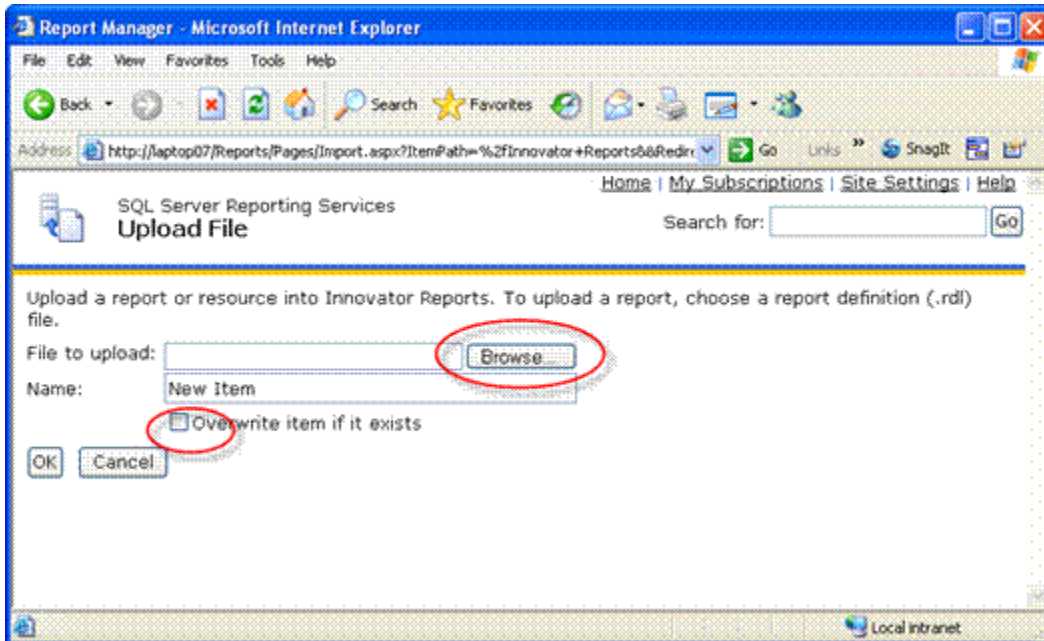 Report Manager - Microsoft Internet Explorer
File Edit View Favorites Tools Help
Back Search Favorites
Address http://laptop07/Reports/Pages/Import.aspx?ItemPath=%2fInnovator+Reports&&Redire Go Links » SnagIt
Home | My Subscriptions | Site Settings | Help
SQL Server Reporting Services
Upload File
Search for: Go
Upload a report or resource into Innovator Reports. To upload a report, choose a report definition (.rdl)
file.
File to upload: Browse...
Name: New Item
Overwrite item if it exists
OK Cancel
Local intranet